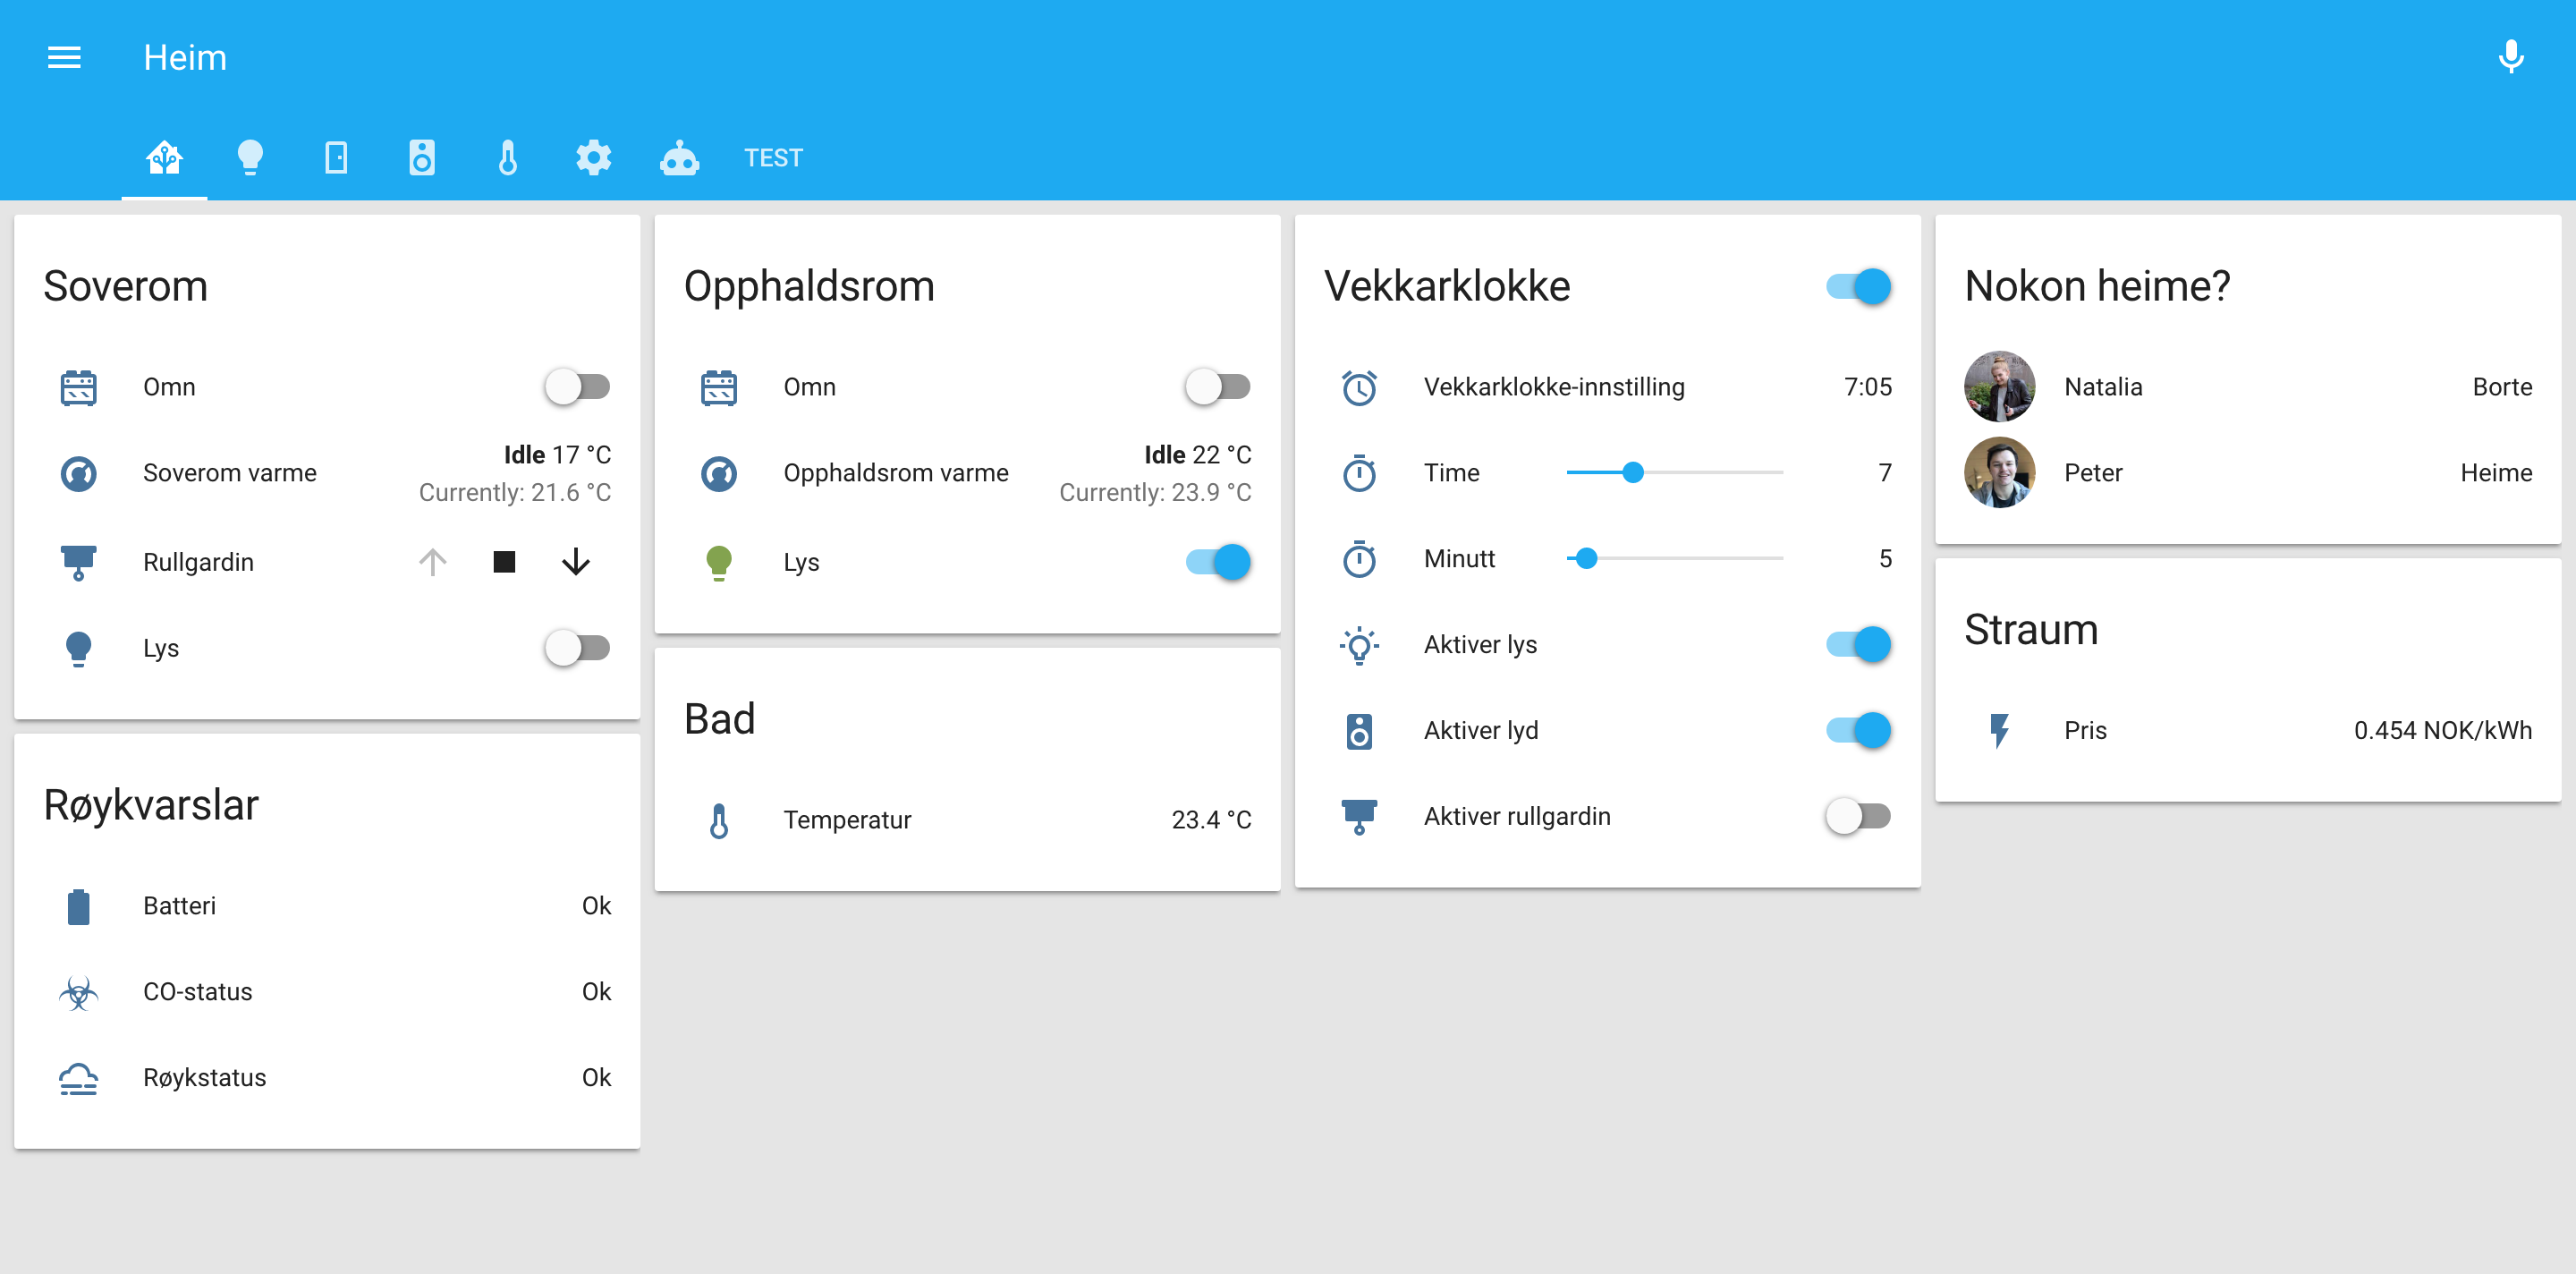 Heim
TEST
Soverom
Omn
Soverom varme
Idle 17 °C
Currently: 21.6 °C
Rullgardin
Lys
Røykvarslar
Batteri Ok
CO-status Ok
Røykstatus Ok
Opphaldsrom
Omn
Opphaldsrom varme
Idle 22 °C
Currently: 23.9 °C
Lys
Bad
Temperatur 23.4 °C
Vekkarklokke
Vekkarklokke-innstilling 7:05
Time 7
Minutt 5
Aktiver lys
Aktiver lyd
Aktiver rullgardin
Nokon heime?
Natalia Borte
Peter Heime
Straum
Pris 0.454 NOK/kWh